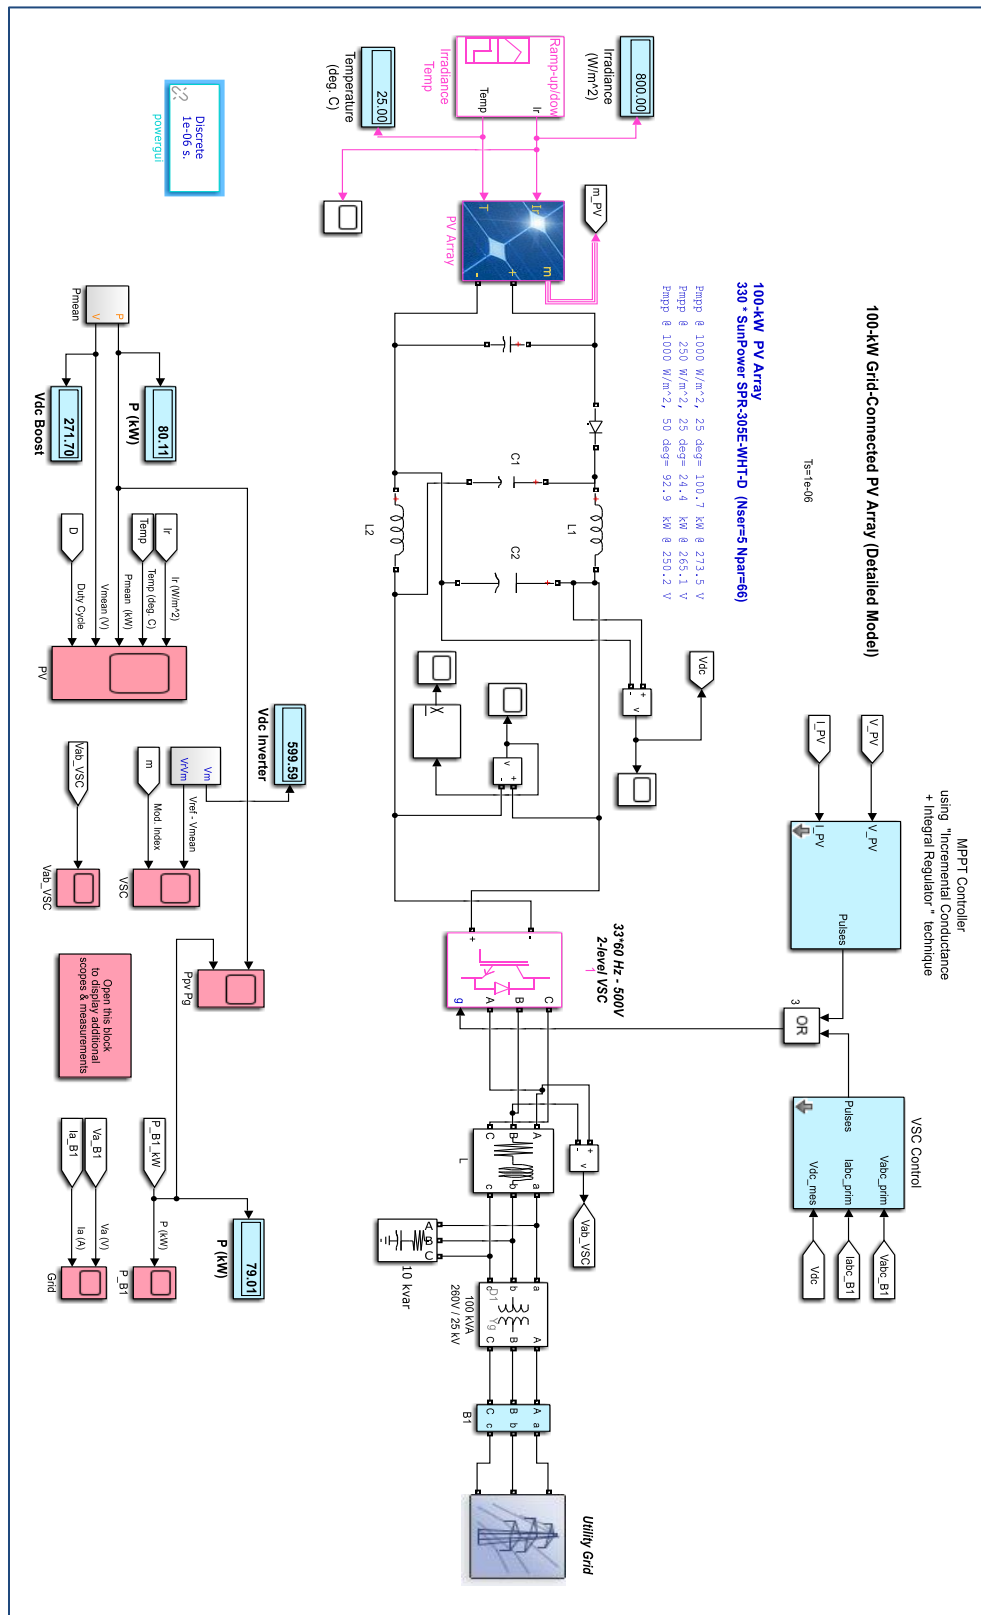 100-kW Grid-Connected PV Array (Detailed Model)
Ts=1e-06
MPPT Controller
using "Incremental Conductance
+ Integral Regulator " technique
V_PV
I_PV
V_PV
I_PV
Pulses
3
OR
VSC Control
Pulses
Vabc_prim
Iabc_prim
Vdc_mes
Vabc_B1
Iabc_B1
Vdc
100-kW PV Array
330 * SunPower SPR-305E-WHT-D (Nser=5 Npar=66)
Pmpp @ 1000 W/m^2, 25 deg= 100.7 kW @ 273.5 V
Pmpp @ 250 W/m^2, 25 deg= 24.4 kW @ 265.1 V
Pmpp @ 1000 W/m^2, 50 deg= 92.9 kW @ 250.2 V
800.00
Irradiance
(W/m^2)
Ramp-up/dow
Ir
Temp
Irradiance
Temp
25.00
Temperature
(deg. C)
m_PV
Ir
T
m
+
-
PV Array
L1
C1
C2
L2
Vdc
+
-
v
+
-
v
33*60 Hz - 500V
2-level VSC
1
+
-
g
A
B
C
A
B
C
a
b
c
L
+
-
v
Vab_VSC
A
B
C
10 kvar
a
b
c
D1
Yg
A
B
C
100 kVA
260V / 25 kV
A
B
C
a
b
c
B1
Utility Grid
Discrete
1e-06 s.
powergui
Pmean
P
V
80.11
P (kW)
271.70
Vdc Boost
Ir
Temp
D
Ir (W/m^2)
Temp (deg. C)
Pmean (kW)
Vmean (V)
Duty Cycle
PV
599.59
Vdc Inverter
Vm
VrVm
Vref - Vmean
m
Mod. Index
VSC
Vab_VSC
Vab_VSC
Ppv Pg
Open this block
to display additional
scopes & measurements
P_B1_kW
P (kW)
P_B1
79.01
P (kW)
Va_B1
Ia_B1
Va (V)
Ia (A)
Grid